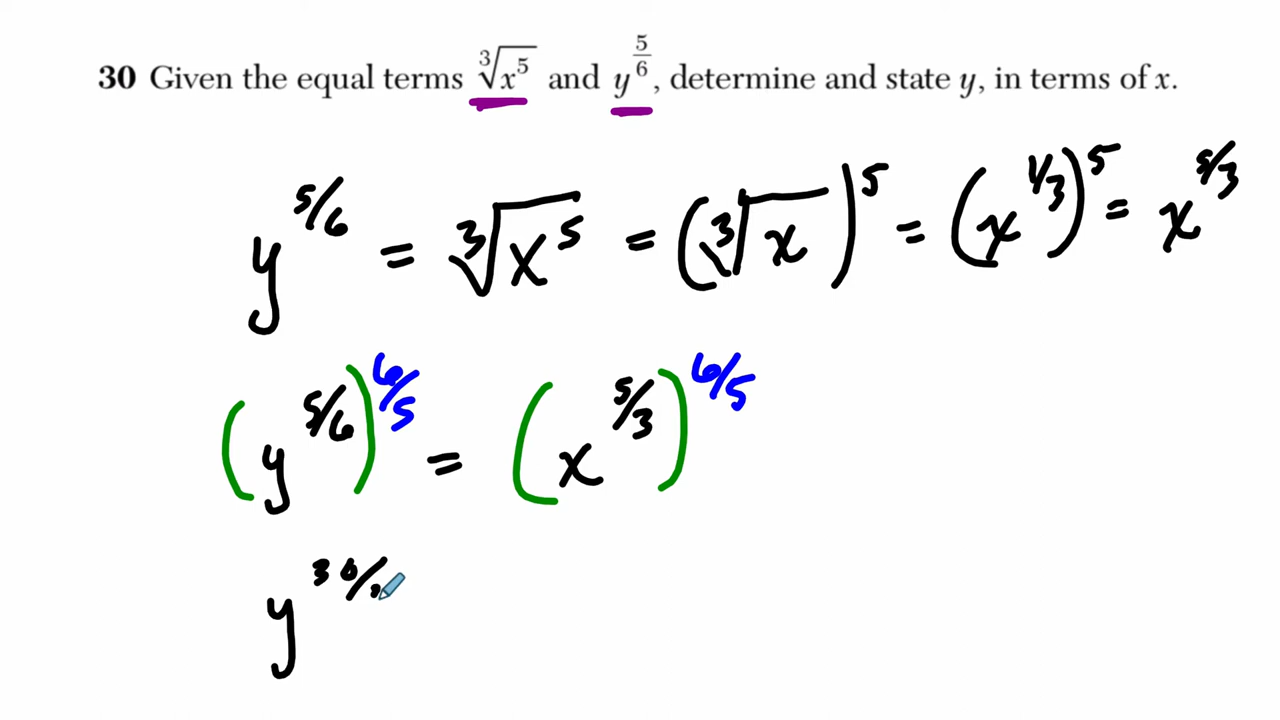 30 Given the equal terms ∛x⁵ and y^(5/6), determine and state y, in terms of x.
y^(5/6) = ∛x⁵ = (∛x)⁵ = (x^(1/3))⁵ = x^(5/3)
(y^(5/6))^(6/5) = (x^(5/3))^(6/5)
y^(30/